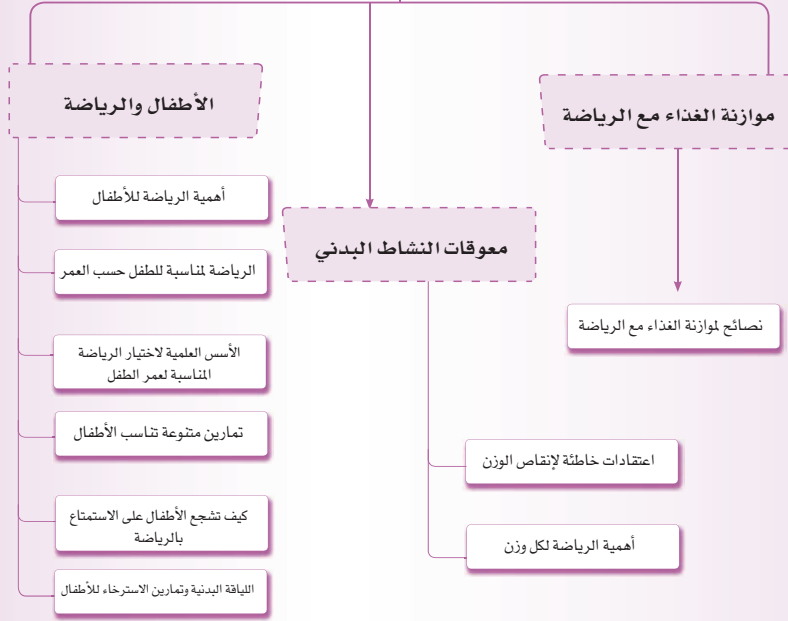 موازنة الغذاء مع الرياضة
نصائح لموازنة الغذاء مع الرياضة
معوقات النشاط البدني
اعتقادات خاطئة لإنقاص الوزن
أهمية الرياضة لكل وزن
الأطفال والرياضة
أهمية الرياضة للأطفال
الرياضة لمناسبة للطفل حسب العمر
الأسس العلمية لاختيار الرياضة
المناسبة لعمر الطفل
تمارين متنوعة تناسب الأطفال
كيف تشجع الأطفال على الاستمتاع
بالرياضة
اللياقة البدنية وتمارين الاسترخاء للأطفال